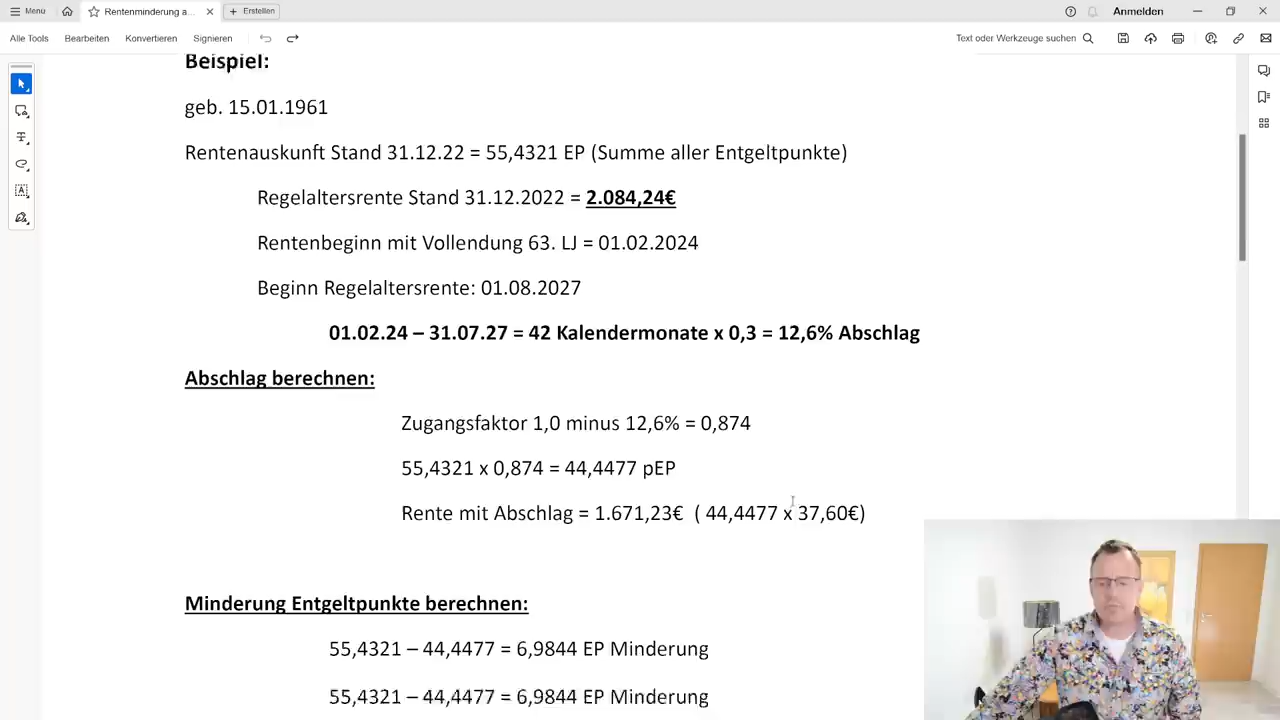 Menü
Rentenminderung a...
Erstellen
Anmelden
Alle Tools
Bearbeiten
Konvertieren
Signieren
Text oder Werkzeuge suchen
Beispiel:
geb. 15.01.1961
Rentenauskunft Stand 31.12.22 = 55,4321 EP (Summe aller Entgeltpunkte)
Regelaltersrente Stand 31.12.2022 = 2.084,24€
Rentenbeginn mit Vollendung 63. LJ = 01.02.2024
Beginn Regelaltersrente: 01.08.2027
01.02.24 – 31.07.27 = 42 Kalendermonate x 0,3 = 12,6% Abschlag
Abschlag berechnen:
Zugangsfaktor 1,0 minus 12,6% = 0,874
55,4321 x 0,874 = 44,4477 pEP
Rente mit Abschlag = 1.671,23€ ( 44,4477 x 37,60€)
Minderung Entgeltpunkte berechnen:
55,4321 – 44,4477 = 6,9844 EP Minderung
55,4321 – 44,4477 = 6,9844 EP Minderung